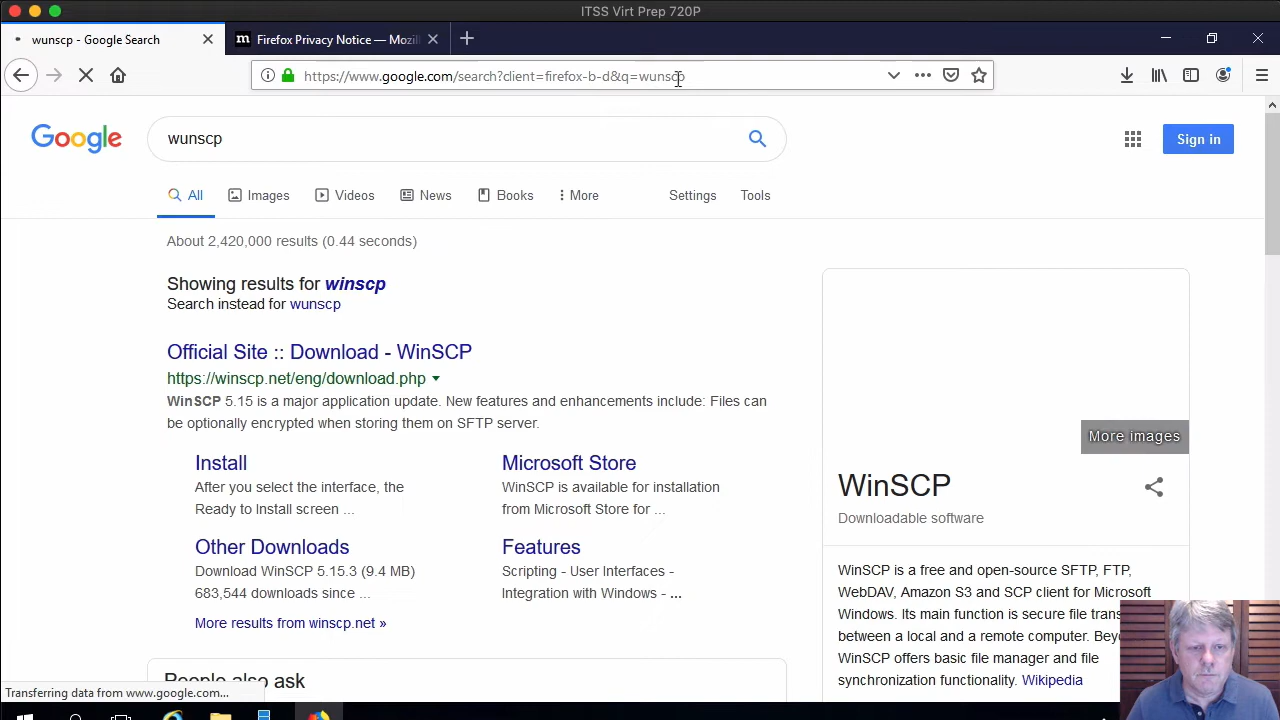 ITSS Virt Prep 720P
wunscp - Google Search
m Firefox Privacy Notice — Mozil
https://www.google.com/search?client=firefox-b-d&q=wunscp
Google
wunscp
Sign in
All
Images
Videos
News
Books
More
Settings
Tools
About 2,420,000 results (0.44 seconds)
Showing results for winscp
Search instead for wunscp
Official Site :: Download - WinSCP
https://winscp.net/eng/download.php
WinSCP 5.15 is a major application update. New features and enhancements include: Files can
be optionally encrypted when storing them on SFTP server.
Install
After you select the interface, the
Ready to Install screen ...
Microsoft Store
WinSCP is available for installation
from Microsoft Store for ...
Other Downloads
Download WinSCP 5.15.3 (9.4 MB)
683,544 downloads since ...
Features
Scripting - User Interfaces -
Integration with Windows - ...
More results from winscp.net »
People also ask
More images
WinSCP
Downloadable software
WinSCP is a free and open-source SFTP, FTP,
WebDAV, Amazon S3 and SCP client for Microsoft
Windows. Its main function is secure file trans
between a local and a remote computer. Bey
WinSCP offers basic file manager and file
synchronization functionality. Wikipedia
Transferring data from www.google.com...